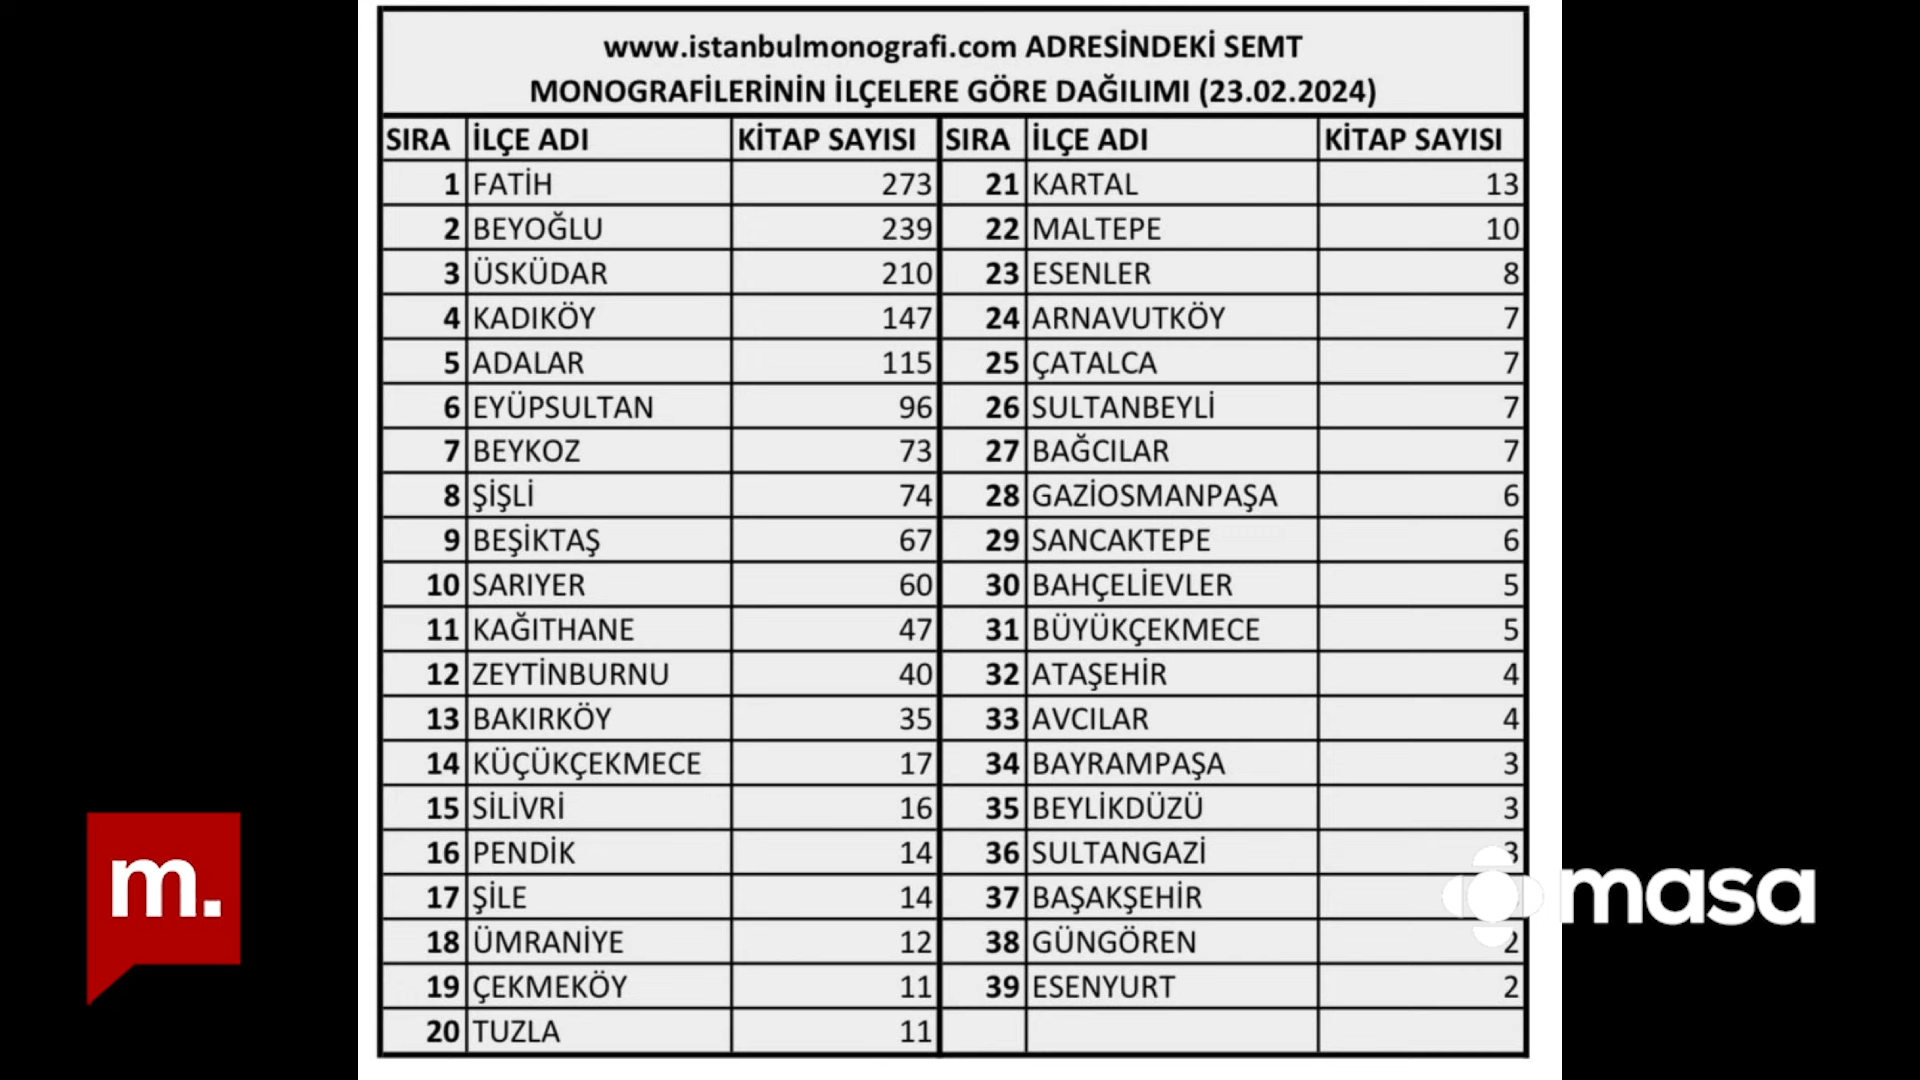 www.istanbulmonografi.com ADRESİNDEKİ SEMT
MONOGRAFİLERİNİN İLÇELERE GÖRE DAĞILIMI (23.02.2024)
SIRA İLÇE ADI KİTAP SAYISI SIRA İLÇE ADI KİTAP SAYISI
1 FATİH 273 21 KARTAL 13
2 BEYOĞLU 239 22 MALTEPE 10
3 ÜSKÜDAR 210 23 ESENLER 8
4 KADIKÖY 147 24 ARNAVUTKÖY 7
5 ADALAR 115 25 ÇATALCA 7
6 EYÜPSULTAN 96 26 SULTANBEYLİ 7
7 BEYKOZ 73 27 BAĞCILAR 7
8 ŞİŞLİ 74 28 GAZİOSMANPAŞA 6
9 BEŞİKTAŞ 67 29 SANCAKTEPE 6
10 SARIYER 60 30 BAHÇELİEVLER 5
11 KAĞITHANE 47 31 BÜYÜKÇEKMECE 5
12 ZEYTİNBURNU 40 32 ATAŞEHİR 4
13 BAKIRKÖY 35 33 AVCILAR 4
14 KÜÇÜKÇEKMECE 17 34 BAYRAMPAŞA 3
15 SİLİVRİ 16 35 BEYLİKDÜZÜ 3
16 PENDİK 14 36 SULTANGAZİ 3
17 ŞİLE 14 37 BAŞAKŞEHİR
18 ÜMRANİYE 12 38 GÜNGÖREN 2
19 ÇEKMEKÖY 11 39 ESENYURT 2
20 TUZLA 11
m.
masa